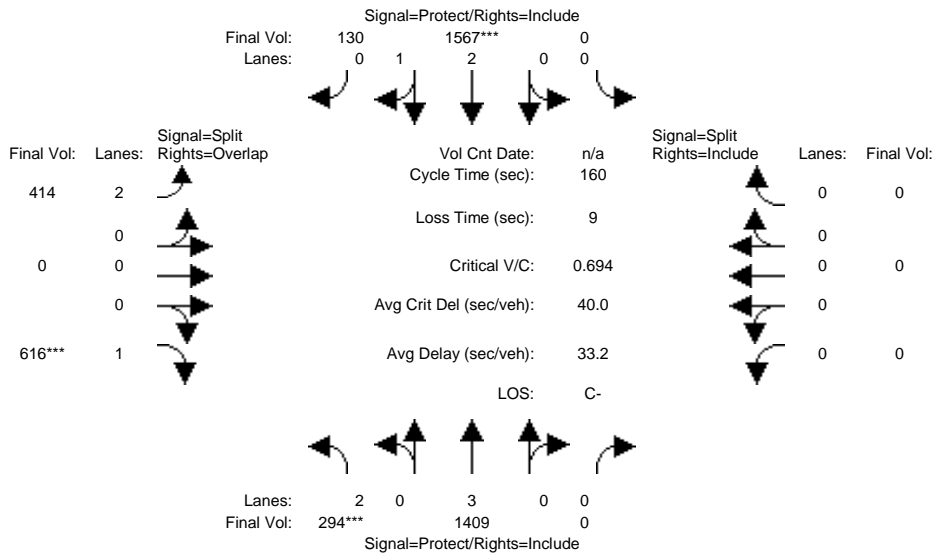 Signal=Protect/Rights=Include
Final Vol: 130 1567*** 0
Lanes: 0 1 2 0 0
Signal=Split Signal=Split
Final Vol: Lanes: Rights=Overlap Vol Cnt Date: n/a Rights=Include Lanes: Final Vol:
Cycle Time (sec): 160
414 2 0 0
Loss Time (sec): 9
0 0
0 0 Critical V/C: 0.694 0 0
0 Avg Crit Del (sec/veh): 40.0 0
616*** 1 Avg Delay (sec/veh): 33.2 0 0
LOS: C-
Lanes: 2 0 3 0 0
Final Vol: 294*** 1409 0
Signal=Protect/Rights=Include